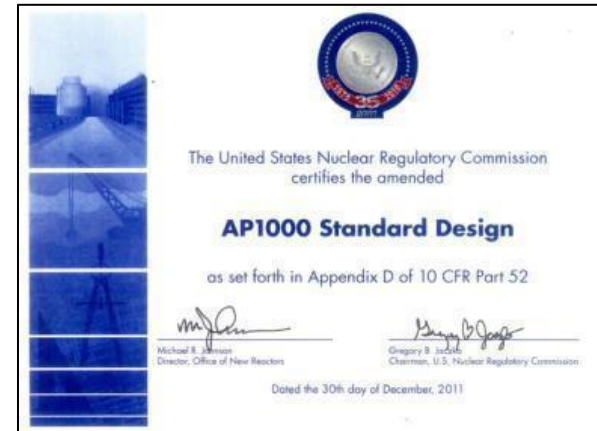 35
The United States Nuclear Regulatory Commission
certifies the amended
AP1000 Standard Design
as set forth in Appendix D of 10 CFR Part 52
Michael R. Johnson
Director, Office of New Reactors
Gregory B. Jaczko
Chairman, U.S. Nuclear Regulatory Commission
Dated the 30th day of December, 2011